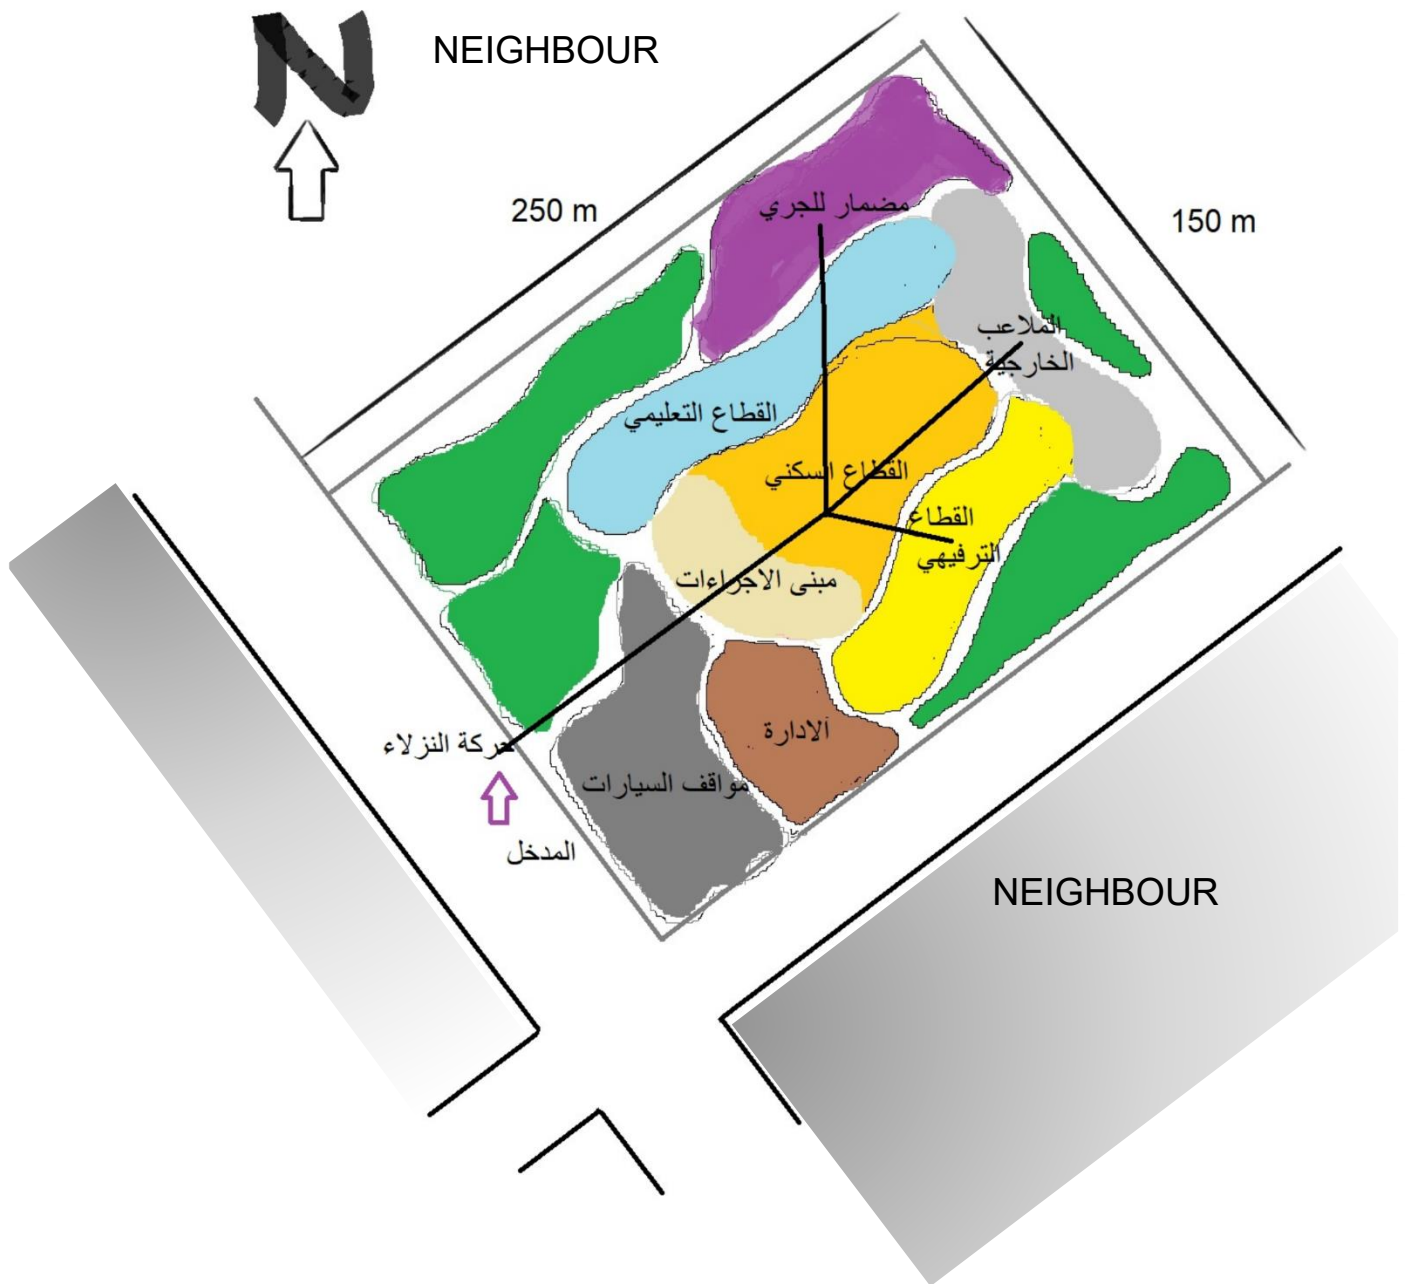 N
NEIGHBOUR
250 m
150 m
مضمار للجري
الملاعب
الخارجية
القطاع التعليمي
القطاع السكني
القطاع
الترفيهي
مبنى الاجراءات
الادارة
حركة النزلاء
مواقف السيارات
المدخل
NEIGHBOUR